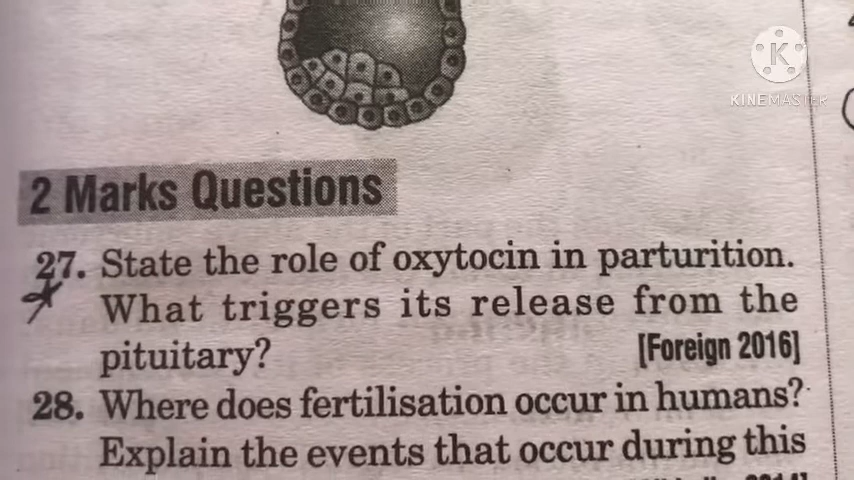 K
KINEMASTER
2 Marks Questions
27. State the role of oxytocin in parturition.
What triggers its release from the
pituitary? [Foreign 2016]
28. Where does fertilisation occur in humans?
Explain the events that occur during this